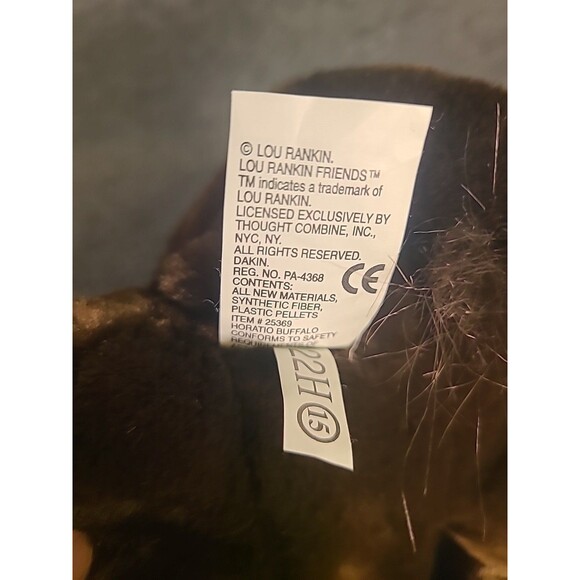 © LOU RANKIN.
LOU RANKIN FRIENDS™
TM indicates a trademark of
LOU RANKIN.
LICENSED EXCLUSIVELY BY
THOUGHT COMBINE, INC.,
NYC, NY.
ALL RIGHTS RESERVED.
DAKIN.
REG. NO. PA-4368
CE
CONTENTS:
ALL NEW MATERIALS,
SYNTHETIC FIBER,
PLASTIC PELLETS
ITEM # 25369
HORATIO BUFFALO
CONFORMS TO SAFETY
REQUIREMENTS OF
22H 15